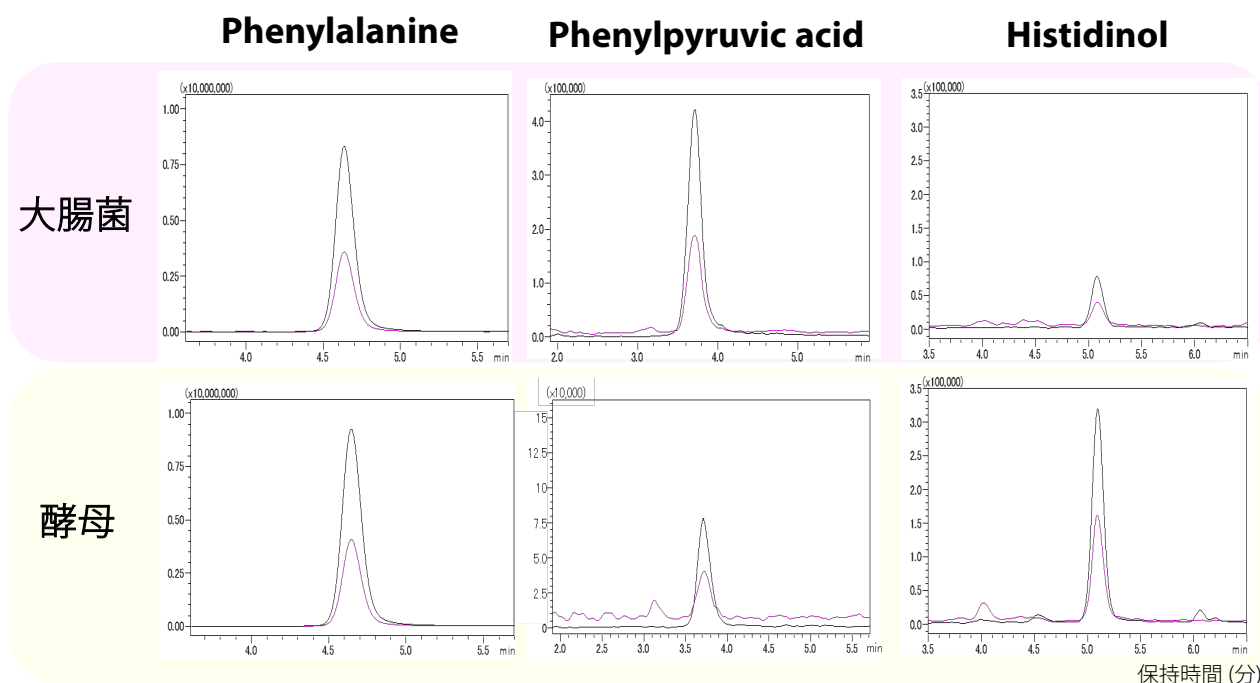 Phenylalanine Phenylpyruvic acid Histidinol
大腸菌
(x10,000,000)
1.00
0.75
0.50
0.25
0.00
4.0 4.5 5.0 5.5 min
(x100,000)
4.0
3.0
2.0
1.0
0.0
2.0 3.0 4.0 5.0 min
(x100,000)
3.5
3.0
2.5
2.0
1.5
1.0
0.5
0.0
3.5 4.0 4.5 5.0 5.5 6.0 min
酵母
(x10,000,000)
1.00
0.75
0.50
0.25
0.00
4.0 4.5 5.0 5.5 min
(x10,000)
15
12.5
10
7.5
5.0
2.5
0
2.0 2.5 3.0 3.5 4.0 4.5 5.0 5.5 min
(x100,000)
3.5
3.0
2.5
2.0
1.5
1.0
0.5
0.0
3.5 4.0 4.5 5.0 5.5 6.0 min
保持時間 (分)